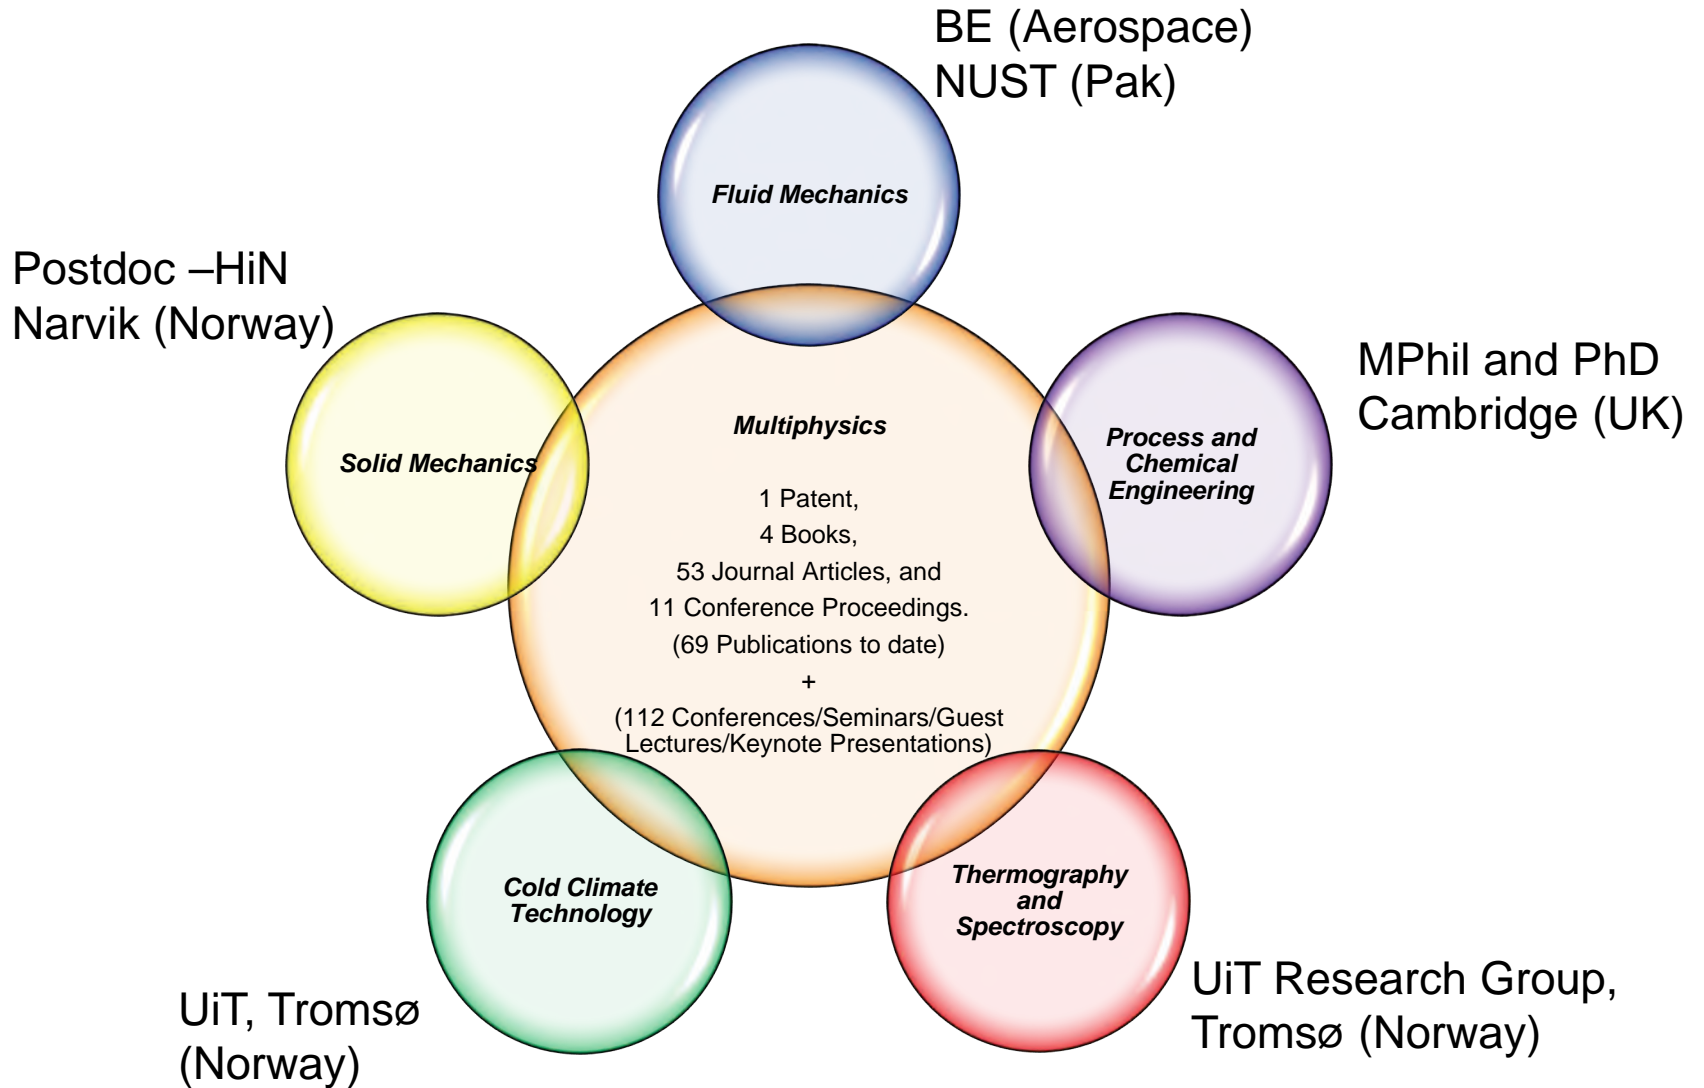 BE (Aerospace)
NUST (Pak)
Fluid Mechanics
Postdoc –HiN
Narvik (Norway)
Solid Mechanics
MPhil and PhD
Cambridge (UK)
Process and
Chemical
Engineering
Multiphysics
1 Patent,
4 Books,
53 Journal Articles, and
11 Conference Proceedings.
(69 Publications to date)
+
(112 Conferences/Seminars/Guest
Lectures/Keynote Presentations)
Cold Climate
Technology
UiT, Tromsø
(Norway)
Thermography
and
Spectroscopy
UiT Research Group,
Tromsø (Norway)